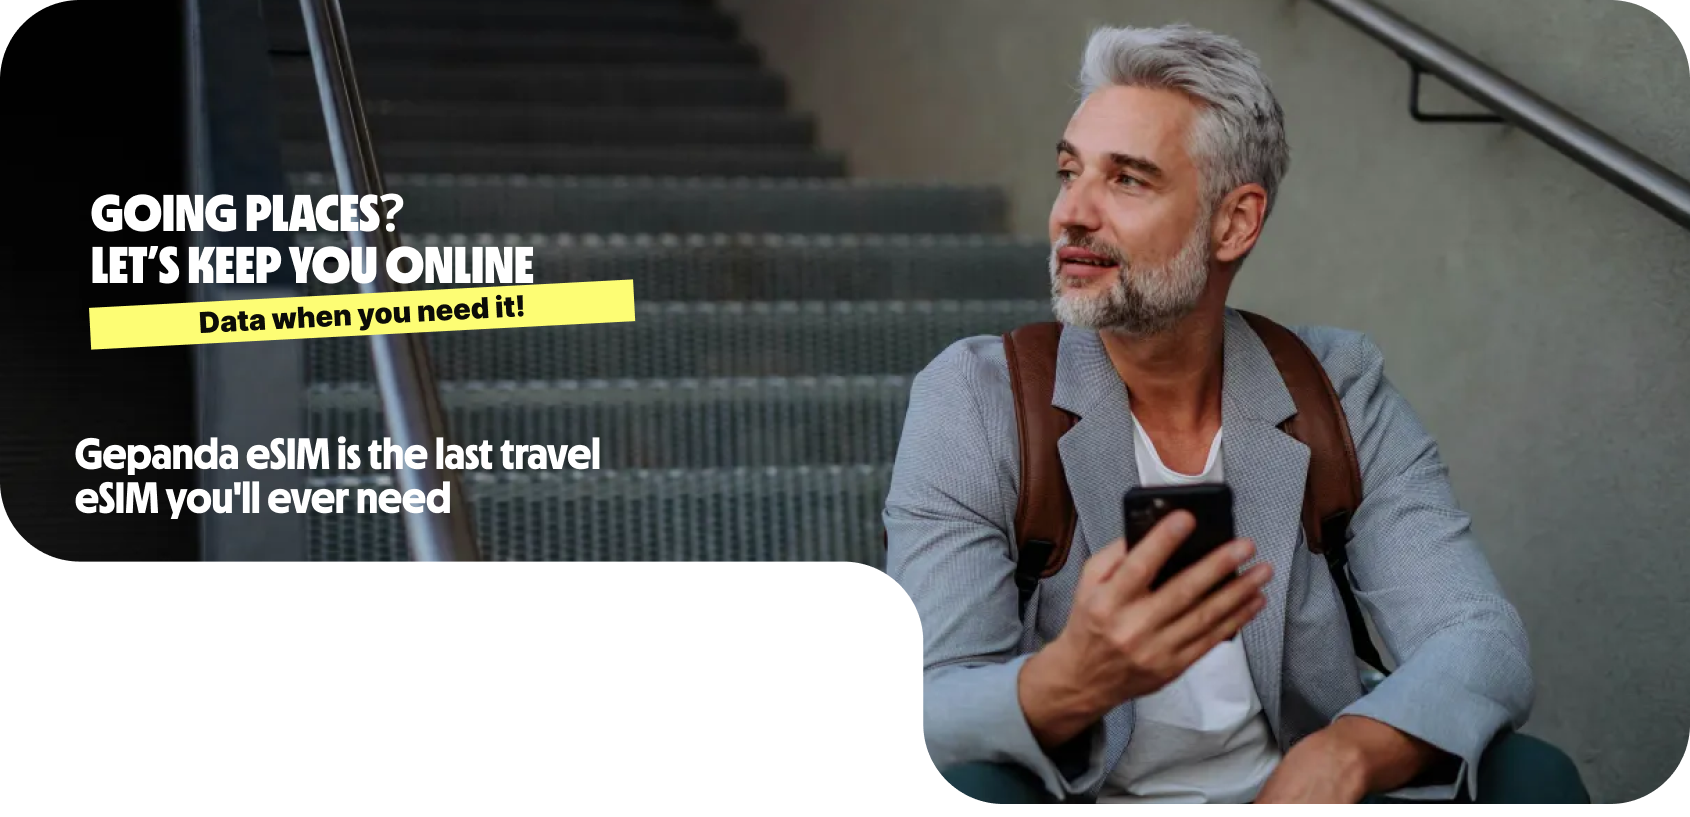 GOING PLACES?
LET'S KEEP YOU ONLINE
Data when you need it!
Gepanda eSIM is the last travel
eSIM you'll ever need